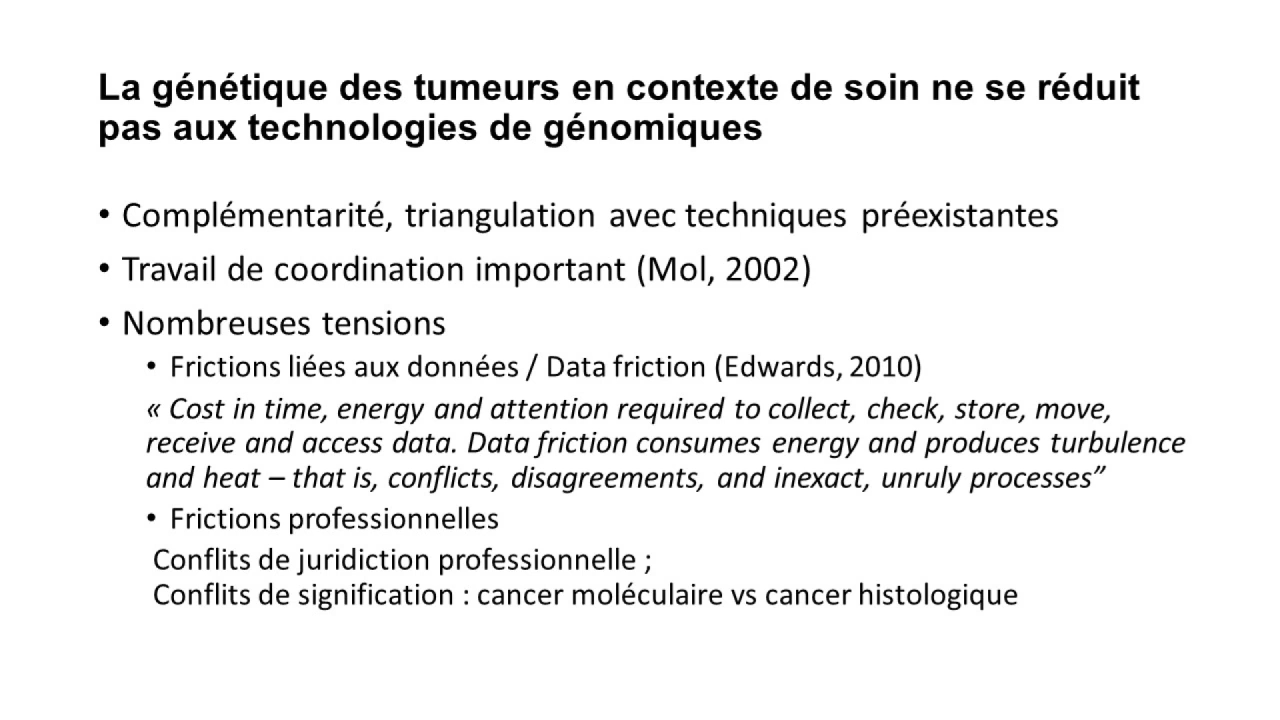 La génétique des tumeurs en contexte de soin ne se réduit
pas aux technologies de génomiques
• Complémentarité, triangulation avec techniques préexistantes
• Travail de coordination important (Mol, 2002)
• Nombreuses tensions
• Frictions liées aux données / Data friction (Edwards, 2010)
« Cost in time, energy and attention required to collect, check, store, move,
receive and access data. Data friction consumes energy and produces turbulence
and heat – that is, conflicts, disagreements, and inexact, unruly processes”
• Frictions professionnelles
Conflits de juridiction professionnelle ;
Conflits de signification : cancer moléculaire vs cancer histologique